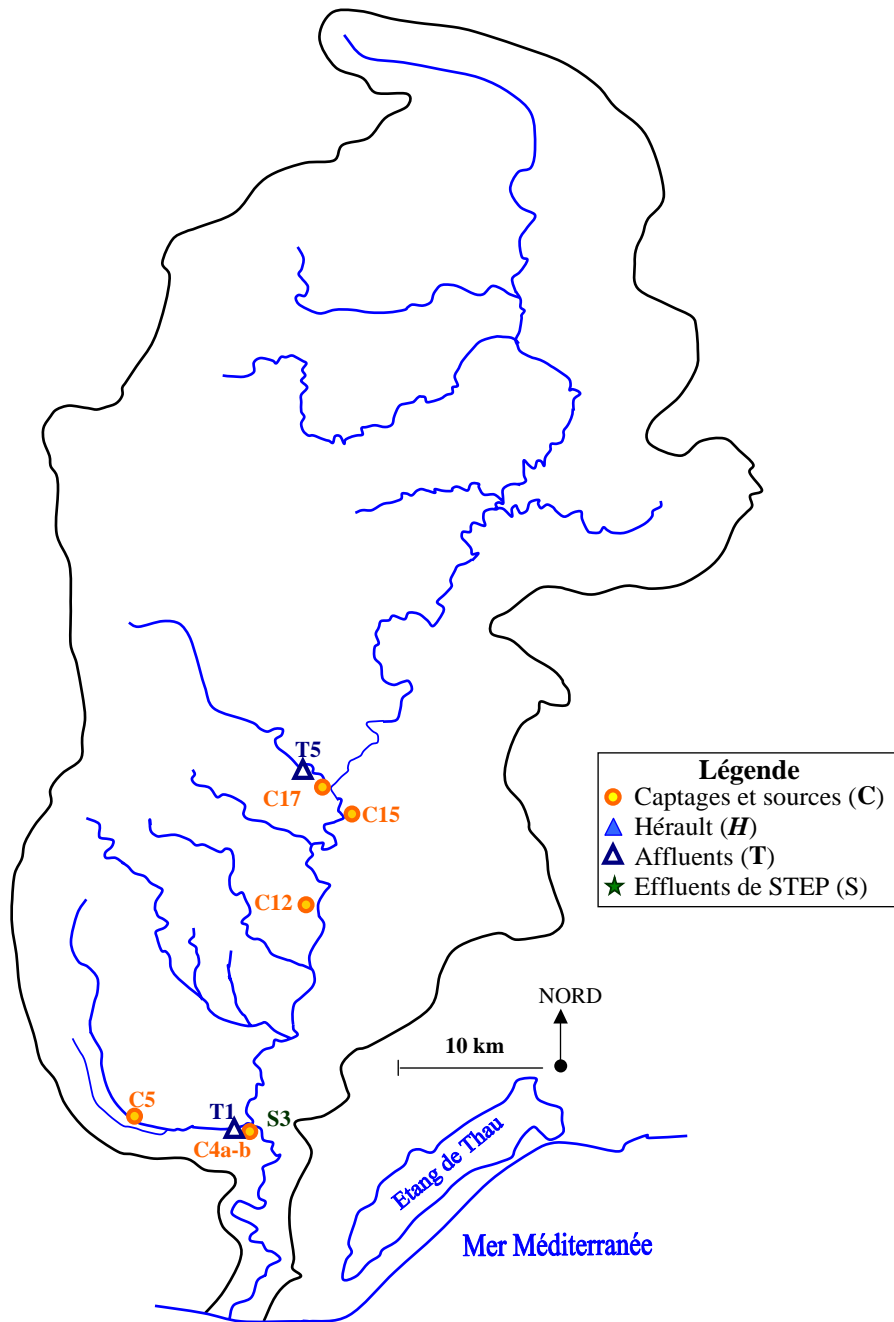 T5
C17
C15
C12
C5
T1
S3
C4a-b
Légende
Captages et sources (C)
Hérault (H)
Affluents (T)
Effluents de STEP (S)
NORD
10 km
Etang de Thau
Mer Méditerranée